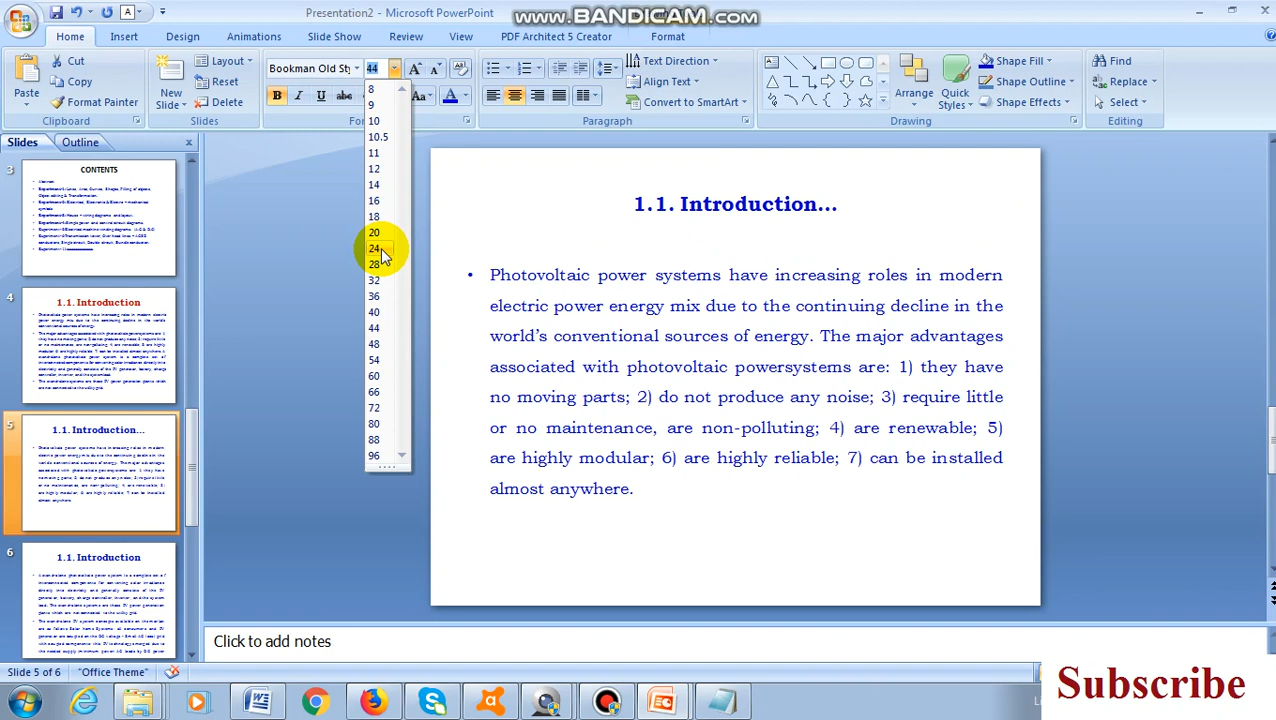 Presentation2 - Microsoft PowerPoint
www.BANDICAM.com
Home
Insert
Design
Animations
Slide Show
Review
View
PDF Architect 5 Creator
Format
Paste
Cut
Copy
Format Painter
Clipboard
New
Slide
Layout
Reset
Delete
Slides
Bookman Old Sty
44
B
I
U
abc
Aa
A
Text Direction
Align Text
Convert to SmartArt
Paragraph
Arrange
Quick
Styles
Shape Fill
Shape Outline
Shape Effects
Drawing
Find
Replace
Select
Editing
8
9
10
10.5
11
12
14
16
18
20
24
28
32
36
40
44
48
54
60
66
72
80
88
96
Slides
Outline
3
CONTENTS
4
1.1. Introduction
5
1.1. Introduction...
6
1.1. Introduction
1.1. Introduction...
• Photovoltaic power systems have increasing roles in modern
electric power energy mix due to the continuing decline in the
world’s conventional sources of energy. The major advantages
associated with photovoltaic powersystems are: 1) they have
no moving parts; 2) do not produce any noise; 3) require little
or no maintenance, are non-polluting; 4) are renewable; 5)
are highly modular; 6) are highly reliable; 7) can be installed
almost anywhere.
Click to add notes
Slide 5 of 6
"Office Theme"
Subscribe